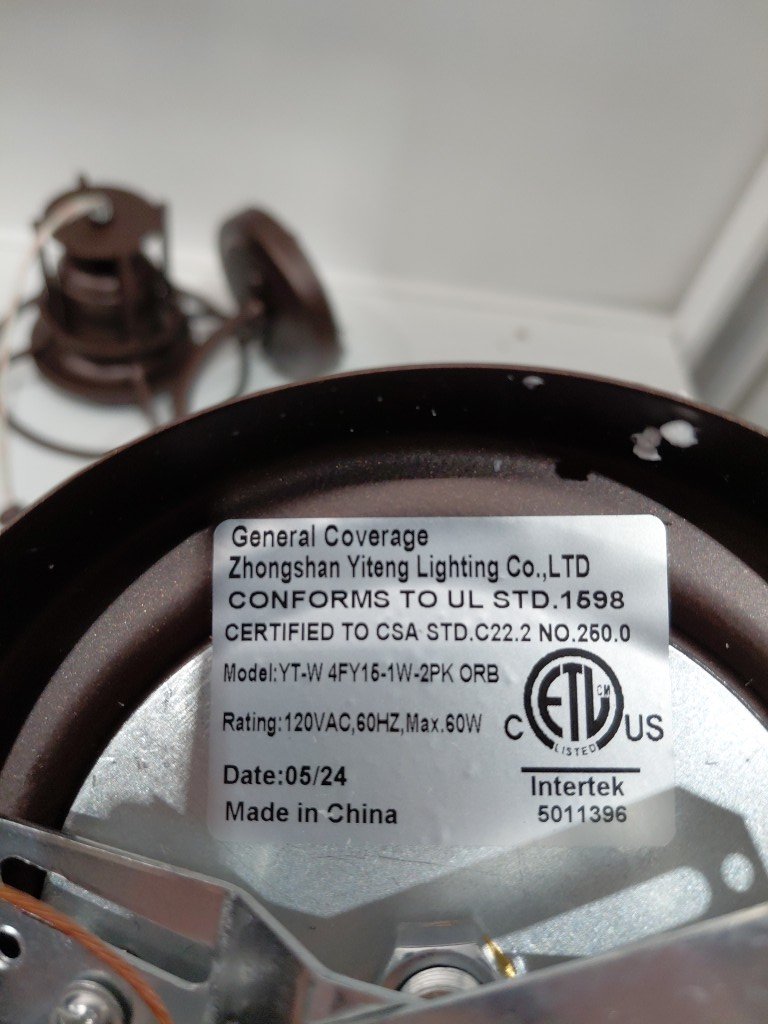 General Coverage
Zhongshan Yiteng Lighting Co.,LTD
CONFORMS TO UL STD.1598
CERTIFIED TO CSA STD.C22.2 NO.250.0
Model:YT-W 4FY15-1W-2PK ORB
Rating:120VAC,60HZ,Max.60W
ETL CM
C US
LISTED
Date:05/24
Intertek
Made in China
5011396